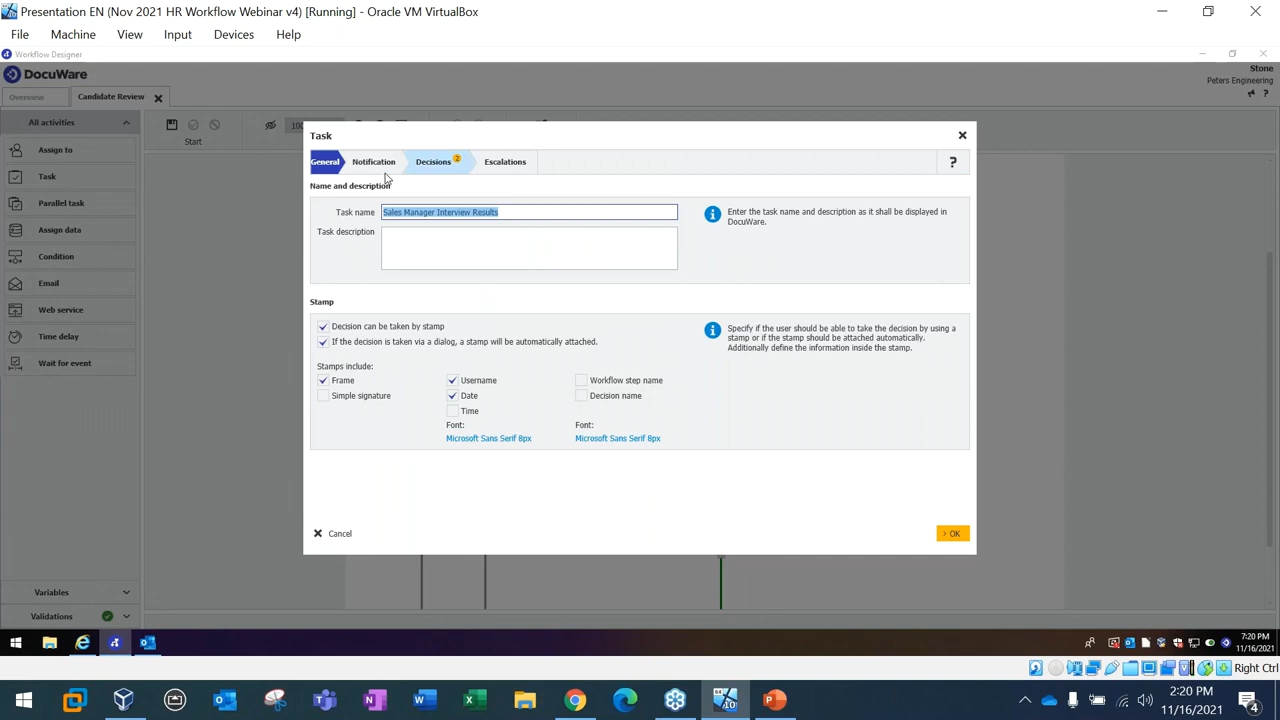 Presentation EN (Nov 2021 HR Workflow Webinar v4) [Running] - Oracle VM VirtualBox
File Machine View Input Devices Help
Workflow Designer
DocuWare
Stone
Peters Engineering
Overview
Candidate Review
All activities
Start
100
Assign to
Task
Parallel task
Assign data
Condition
Email
Web service
Time delay
Wait for event
Variables
Validations
Task
General
Notification
Decisions 2
Escalations
?
Name and description
Task name
Sales Manager Interview Results
Enter the task name and description as it shall be displayed in
DocuWare.
Task description
Stamp
Decision can be taken by stamp
If the decision is taken via a dialog, a stamp will be automatically attached.
Specify if the user should be able to take the decision by using a
stamp or if the stamp should be attached automatically.
Additionally define the information inside the stamp.
Stamps include:
Frame
Username
Workflow step name
Simple signature
Date
Decision name
Time
Font:
Font:
Microsoft Sans Serif 8px
Microsoft Sans Serif 8px
Cancel
OK
7:20 PM
11/16/2021
Right Ctrl
2:20 PM
11/16/2021
4